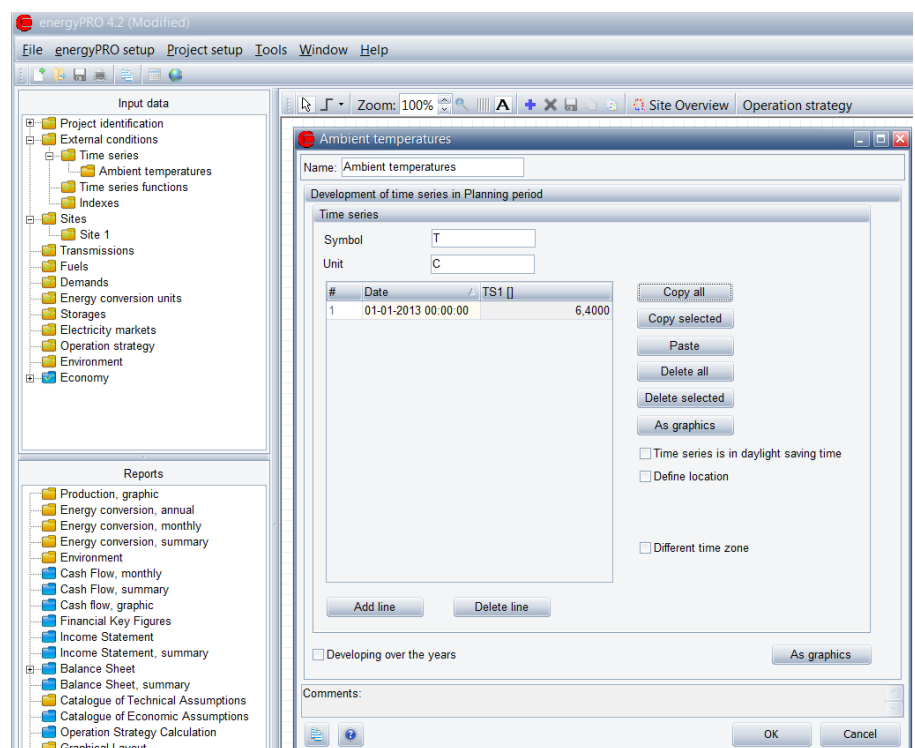 energyPRO 4.2 (Modified)
File energyPRO setup Project setup Tools Window Help
Input data
Project identification
External conditions
Time series
Ambient temperatures
Time series functions
Indexes
Sites
Site 1
Transmissions
Fuels
Demands
Energy conversion units
Storages
Electricity markets
Operation strategy
Environment
Economy
Reports
Production, graphic
Energy conversion, annual
Energy conversion, monthly
Energy conversion, summary
Environment
Cash Flow, monthly
Cash Flow, summary
Cash flow, graphic
Financial Key Figures
Income Statement
Income Statement, summary
Balance Sheet
Balance Sheet, summary
Catalogue of Technical Assumptions
Catalogue of Economic Assumptions
Operation Strategy Calculation
Graphical Layout
Zoom: 100% A Site Overview Operation strategy
Ambient temperatures
Name: Ambient temperatures
Development of time series in Planning period
Time series
Symbol T
Unit C
# Date TS1 []
1 01-01-2013 00:00:00 6,4000
Copy all
Copy selected
Paste
Delete all
Delete selected
As graphics
Time series is in daylight saving time
Define location
Different time zone
Add line Delete line
Developing over the years As graphics
Comments:
OK Cancel